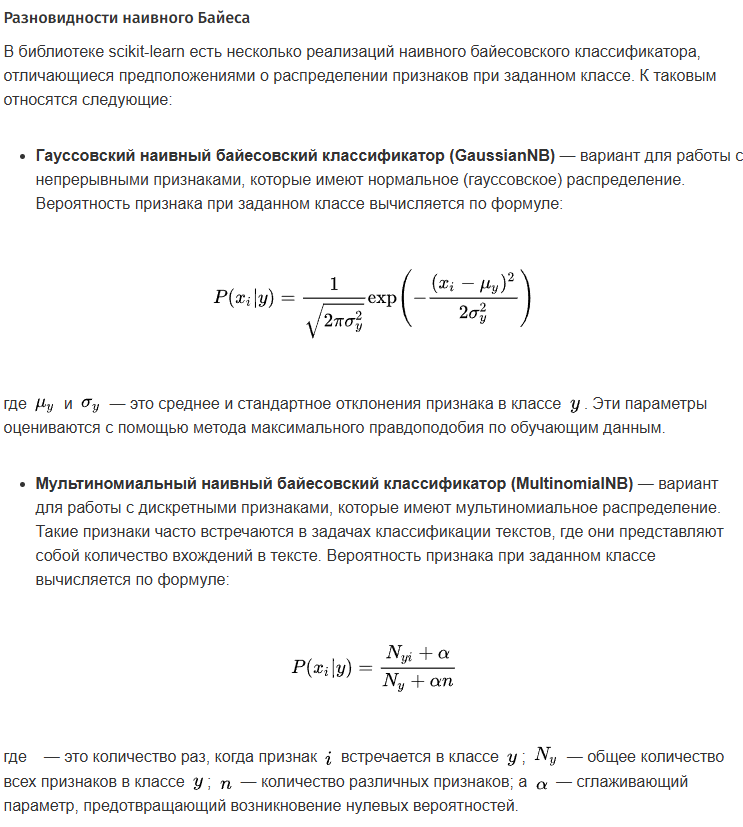 Разновидности наивного Байеса
В библиотеке scikit-learn есть несколько реализаций наивного байесовского классификатора,
отличающиеся предположениями о распределении признаков при заданном классе. К таковым
относятся следующие:
• Гауссовский наивный байесовский классификатор (GaussianNB) — вариант для работы с
непрерывными признаками, которые имеют нормальное (гауссовское) распределение.
Вероятность признака при заданном классе вычисляется по формуле:
P(x_i|y) = \frac{1}{\sqrt{2\pi\sigma_y^2}} \exp\left(-\frac{(x_i - \mu_y)^2}{2\sigma_y^2}\right)
где μ_y и σ_y — это среднее и стандартное отклонения признака в классе y. Эти параметры
оцениваются с помощью метода максимального правдоподобия по обучающим данным.
• Мультиномиальный наивный байесовский классификатор (MultinomialNB) — вариант
для работы с дискретными признаками, которые имеют мультиномиальное распределение.
Такие признаки часто встречаются в задачах классификации текстов, где они представляют
собой количество вхождений в тексте. Вероятность признака при заданном классе
вычисляется по формуле:
P(x_i|y) = \frac{N_{yi} + \alpha}{N_y + \alpha n}
где — это количество раз, когда признак i встречается в классе y; N_y — общее количество
всех признаков в классе y; n — количество различных признаков; а α — сглаживающий
параметр, предотвращающий возникновение нулевых вероятностей.